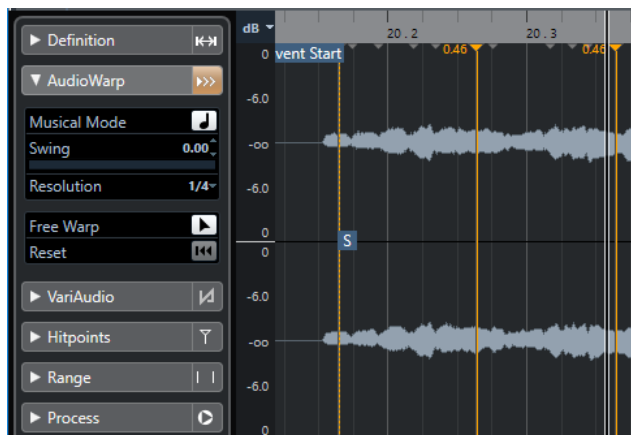 Definition
AudioWarp
Musical Mode
Swing 0.00
Resolution 1/4
Free Warp
Reset
VariAudio
Hitpoints
Range
Process
dB
20.2 20.3
0 vent Start 0.46 0.46
-6.0
-oo
-6.0
0
S
0
-6.0
-oo
-6.0
0